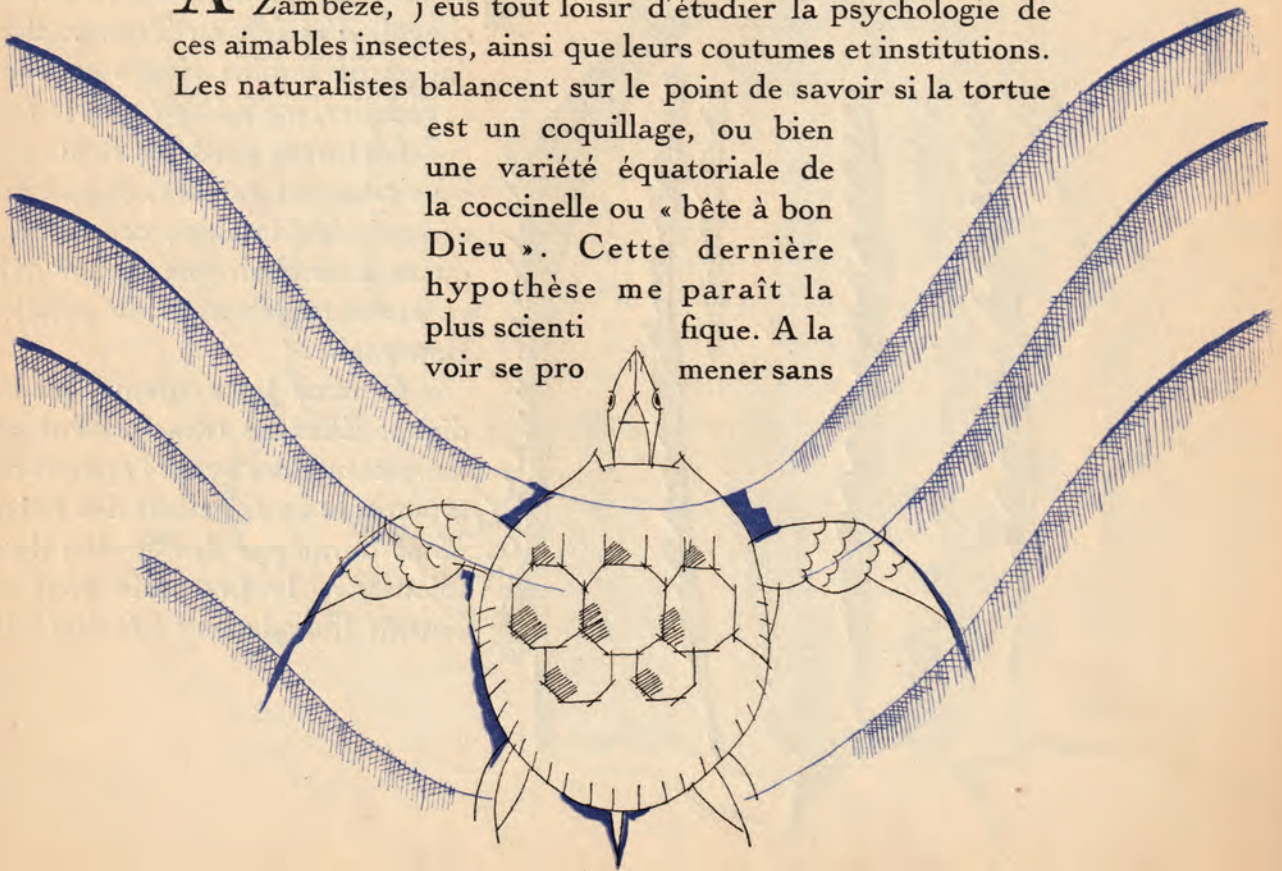 A Zambèze, j'eus tout loisir d'étudier la psychologie de
ces aimables insectes, ainsi que leurs coutumes et institutions.
Les naturalistes balancent sur le point de savoir si la tortue
est un coquillage, ou bien
une variété équatoriale de
la coccinelle ou « bête à bon
Dieu ». Cette dernière
hypothèse me paraît la
plus scienti fique. A la
voir se pro mener sans